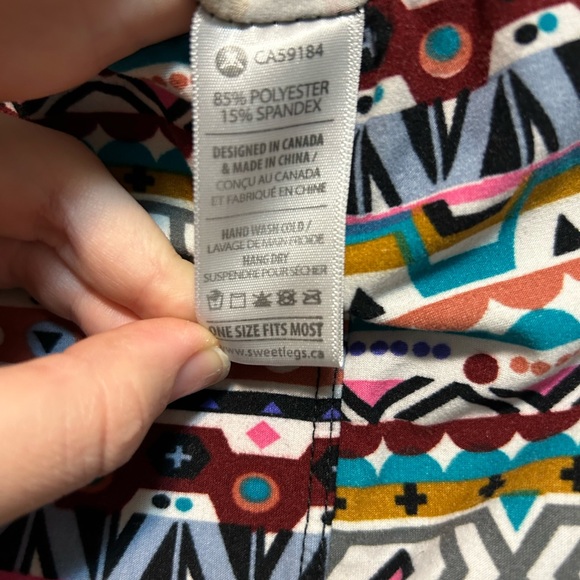 CA59184
85% POLYESTER
15% SPANDEX
DESIGNED IN CANADA
& MADE IN CHINA /
CONÇU AU CANADA
ET FABRIQUÉ EN CHINE
HAND WASH COLD /
LAVAGE DE MAIN FROIDE
HANG DRY
SUSPENDRE POUR SÉCHER
ONE SIZE FITS MOST
www.sweetlegs.ca